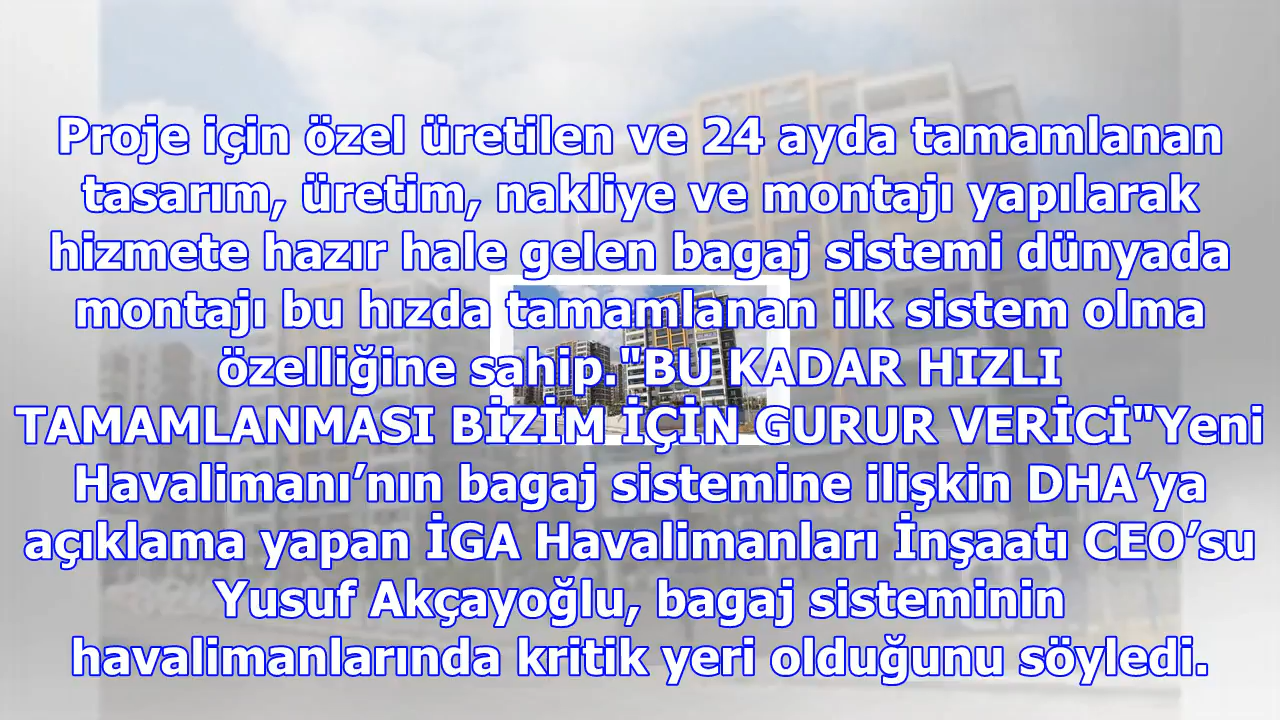 Proje için özel üretilen ve 24 ayda tamamlanan
tasarım, üretim, nakliye ve montajı yapılarak
hizmete hazır hale gelen bagaj sistemi dünyada
montajı bu hızda tamamlanan ilk sistem olma
özelliğine sahip."BU KADAR HIZLI
TAMAMLANMASI BİZİM İÇİN GURUR VERİCİ"Yeni
Havalimanı’nın bagaj sistemine ilişkin DHA’ya
açıklama yapan İGA Havalimanları İnşaatı CEO’su
Yusuf Akçayoğlu, bagaj sisteminin
havalimanlarında kritik yeri olduğunu söyledi.